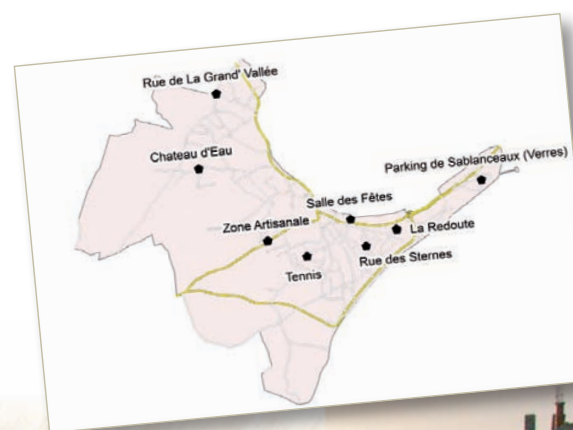 Rue de La Grand' Vallée
Chateau d'Eau
Parking de Sablanceaux (Verres)
Salle des Fêtes
Zone Artisanale
La Redoute
Rue des Sternes
Tennis